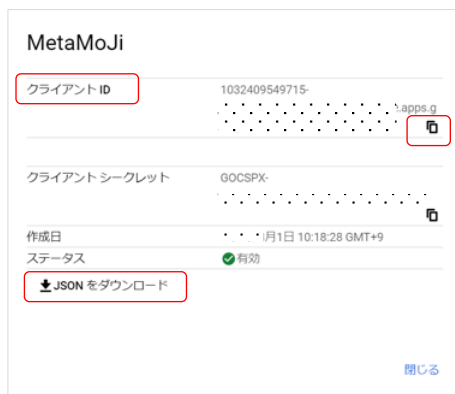 MetaMoJi
クライアント ID 1032409549715-
.apps.g
クライアント シークレット GOCSPX-
作成日 月1日 10:18:28 GMT+9
ステータス 有効
JSON をダウンロード
閉じる